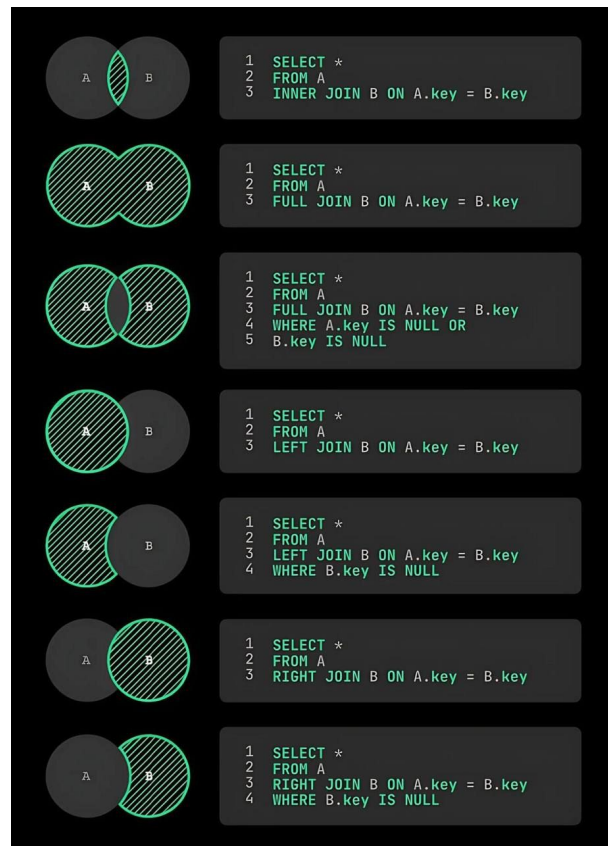 A B
1 SELECT *
2 FROM A
3 INNER JOIN B ON A.key = B.key
A B
1 SELECT *
2 FROM A
3 FULL JOIN B ON A.key = B.key
A B
1 SELECT *
2 FROM A
3 FULL JOIN B ON A.key = B.key
4 WHERE A.key IS NULL OR
5 B.key IS NULL
A B
1 SELECT *
2 FROM A
3 LEFT JOIN B ON A.key = B.key
A B
1 SELECT *
2 FROM A
3 LEFT JOIN B ON A.key = B.key
4 WHERE B.key IS NULL
A B
1 SELECT *
2 FROM A
3 RIGHT JOIN B ON A.key = B.key
A B
1 SELECT *
2 FROM A
3 RIGHT JOIN B ON A.key = B.key
4 WHERE B.key IS NULL